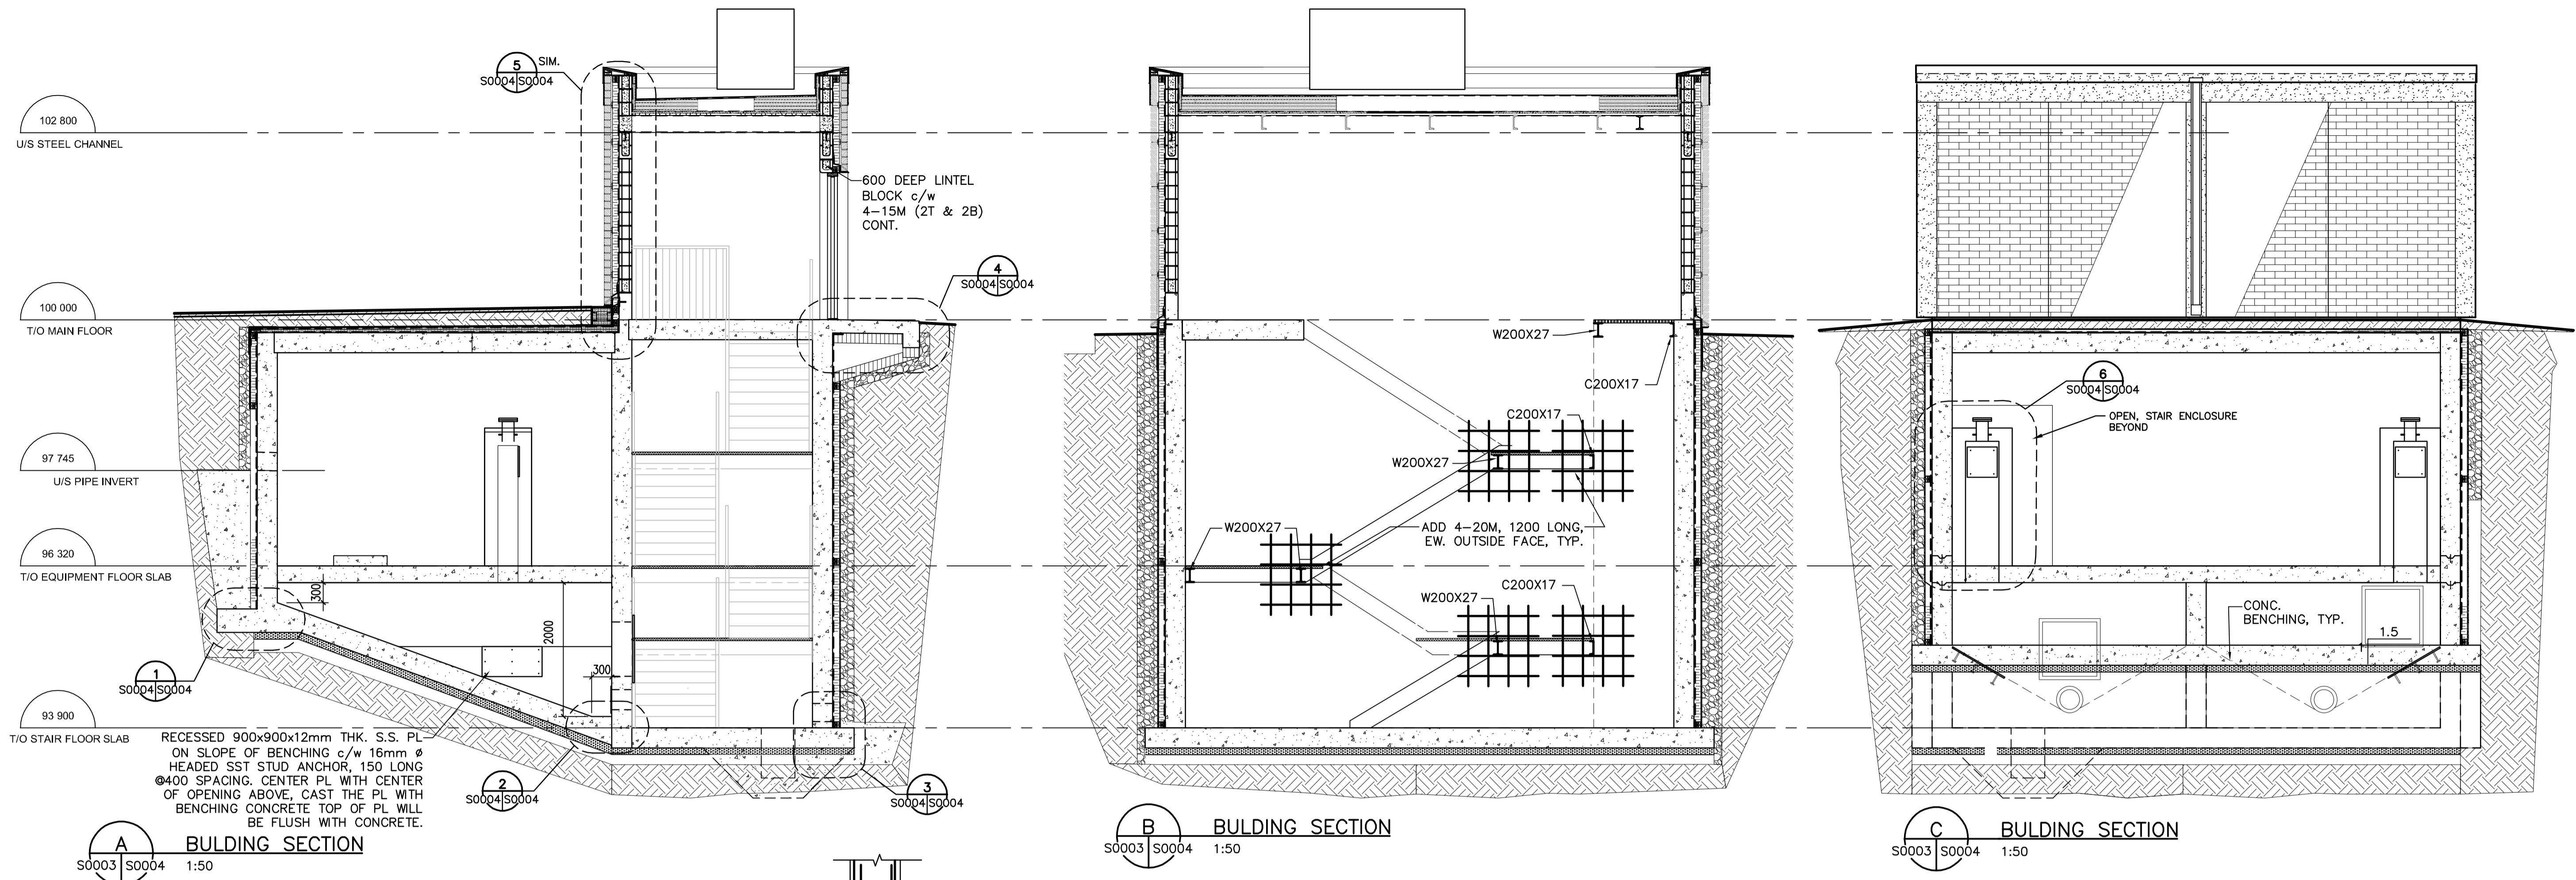 5
SIM.
S0004 S0004
102 800
U/S STEEL CHANNEL
600 DEEP LINTEL
BLOCK c/w
4-15M (2T & 2B)
CONT.
4
S0004 S0004
100 000
T/O MAIN FLOOR
97 745
U/S PIPE INVERT
96 320
T/O EQUIPMENT FLOOR SLAB
300
2000
300
1
S0004 S0004
93 900
T/O STAIR FLOOR SLAB
RECESSED 900x900x12mm THK. S.S. PL
ON SLOPE OF BENCHING c/w 16mm ø
HEADED SST STUD ANCHOR, 150 LONG
@400 SPACING. CENTER PL WITH CENTER
OF OPENING ABOVE, CAST THE PL WITH
BENCHING CONCRETE TOP OF PL WILL
BE FLUSH WITH CONCRETE.
2
S0004 S0004
3
S0004 S0004
A
S0003 S0004
BULDING SECTION
1:50
W200X27
C200X17
C200X17
W200X27
W200X27
ADD 4-20M, 1200 LONG,
EW. OUTSIDE FACE, TYP.
C200X17
W200X27
B
S0003 S0004
BULDING SECTION
1:50
6
S0004 S0004
OPEN, STAIR ENCLOSURE
BEYOND
CONC.
BENCHING, TYP.
1.5
C
S0003 S0004
BULDING SECTION
1:50